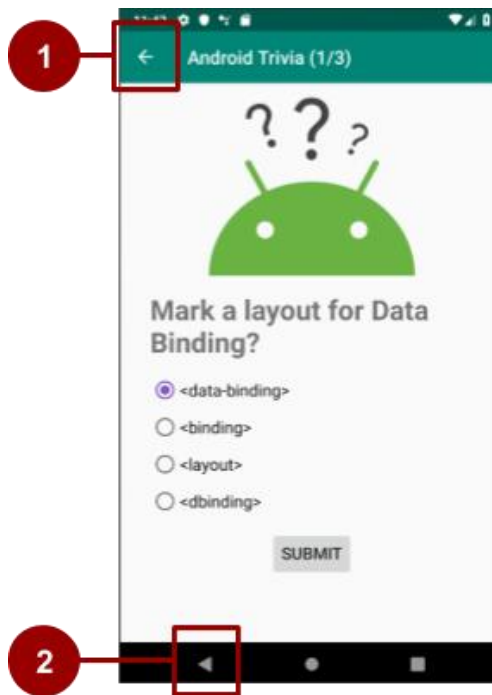 1
Android Trivia (1/3)
? ? ?
Mark a layout for Data
Binding?
<data-binding>
<binding>
<layout>
<dbinding>
SUBMIT
2